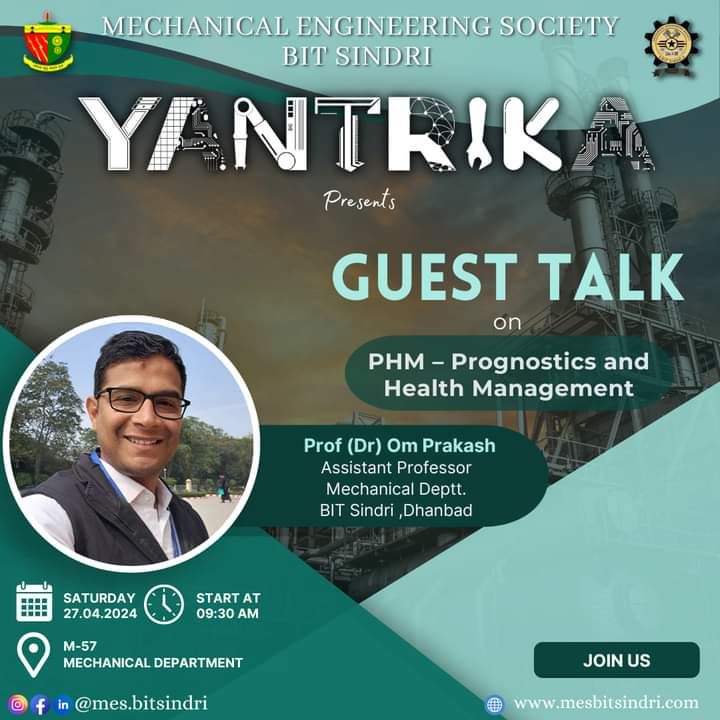 MECHANICAL ENGINEERING SOCIETY
BIT SINDRI
YANTRIKA
Presents
GUEST TALK
on
PHM – Prognostics and
Health Management
Prof (Dr) Om Prakash
Assistant Professor
Mechanical Deptt.
BIT Sindri ,Dhanbad
SATURDAY
27.04.2024
START AT
09:30 AM
M-57
MECHANICAL DEPARTMENT
JOIN US
@mes.bitsindri
www.mesbitsindri.com